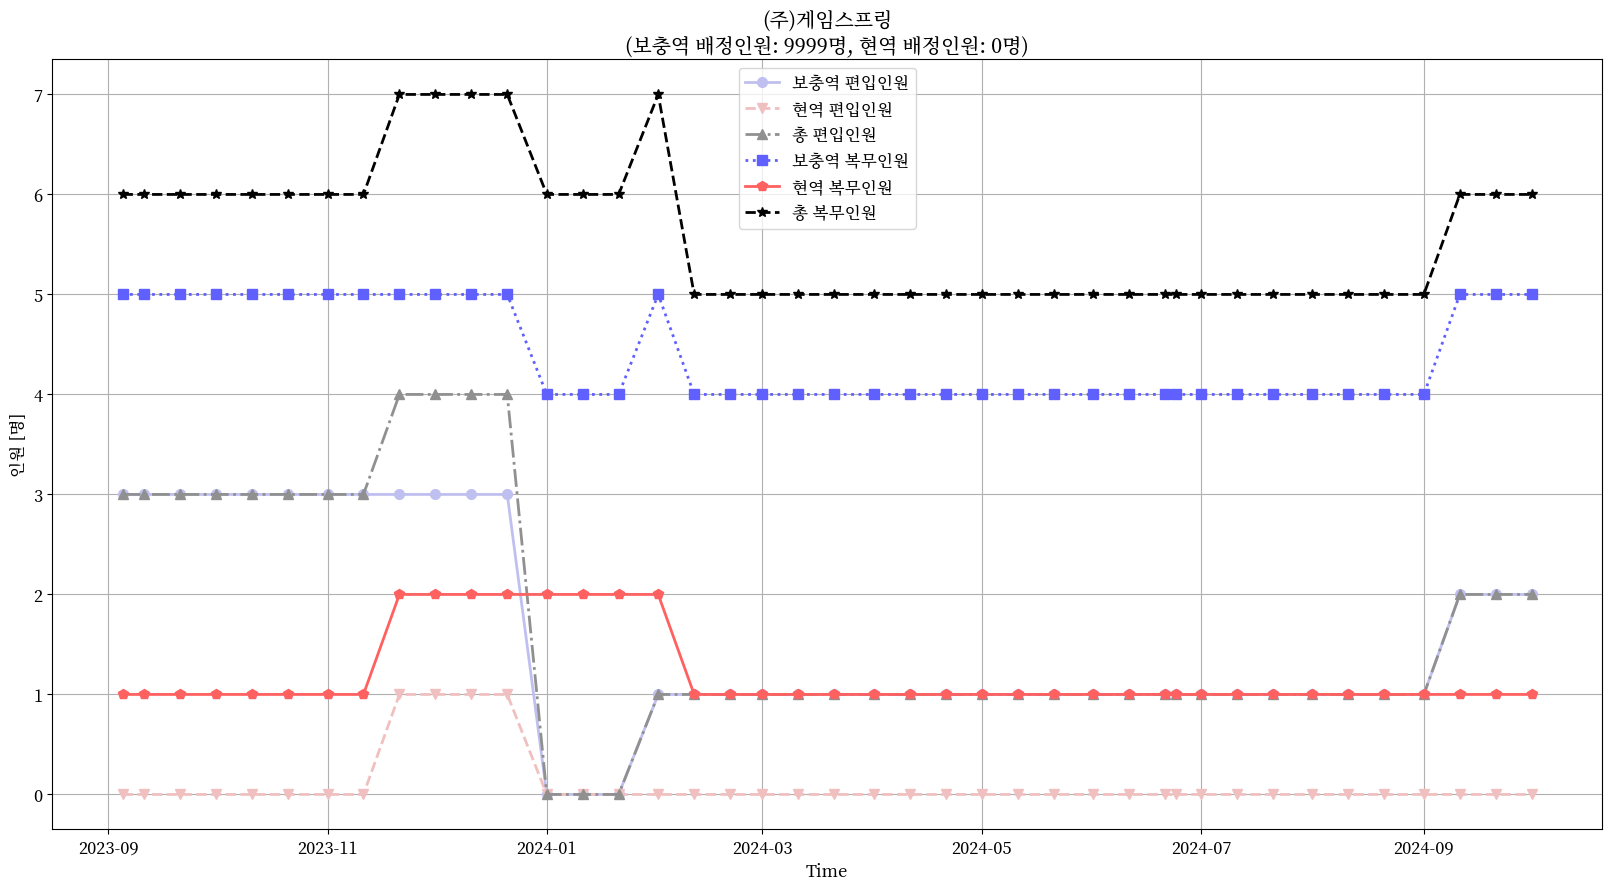 (주)게임스프링
(보충역 배정인원: 9999명, 현역 배정인원: 0명)
보충역 편입인원
현역 편입인원
총 편입인원
보충역 복무인원
현역 복무인원
총 복무인원
인원 [명]
7
6
5
4
3
2
1
0
2023-09
2023-11
2024-01
2024-03
2024-05
2024-07
2024-09
Time